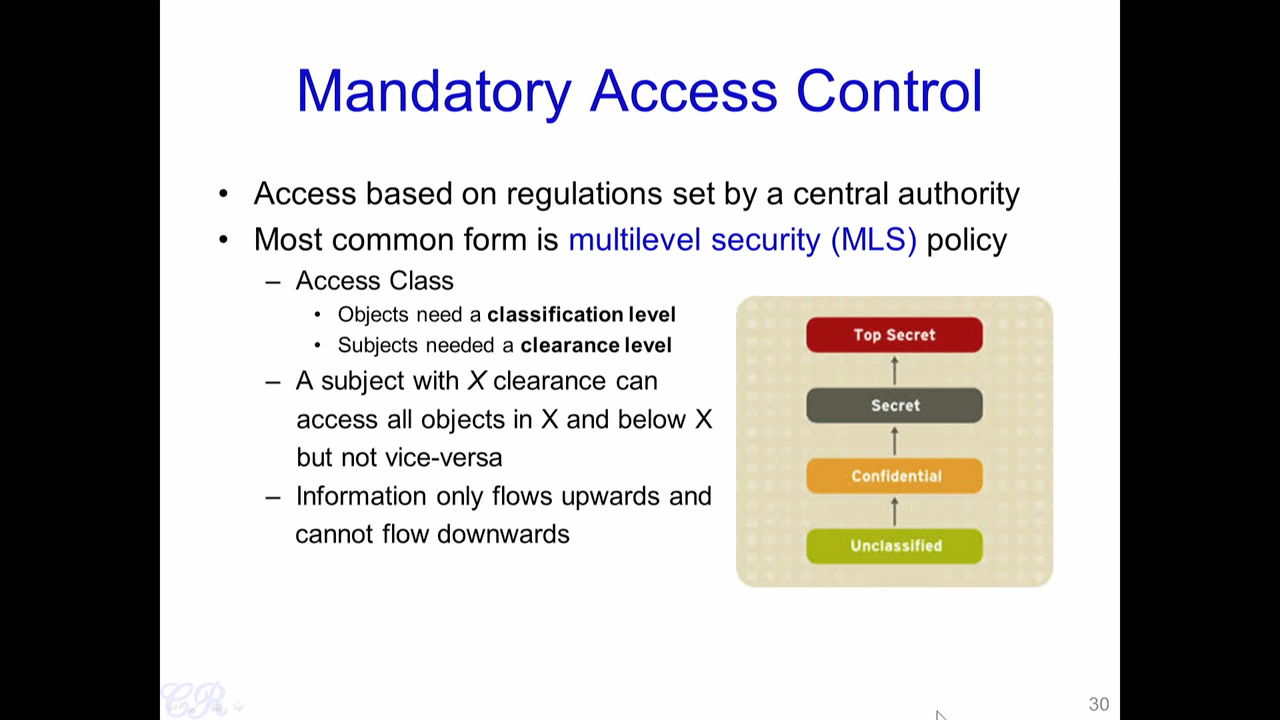 Mandatory Access Control
• Access based on regulations set by a central authority
• Most common form is multilevel security (MLS) policy
– Access Class
• Objects need a classification level
• Subjects needed a clearance level
– A subject with X clearance can
access all objects in X and below X
but not vice-versa
– Information only flows upwards and
cannot flow downwards
Top Secret
Secret
Confidential
Unclassified
CR
30